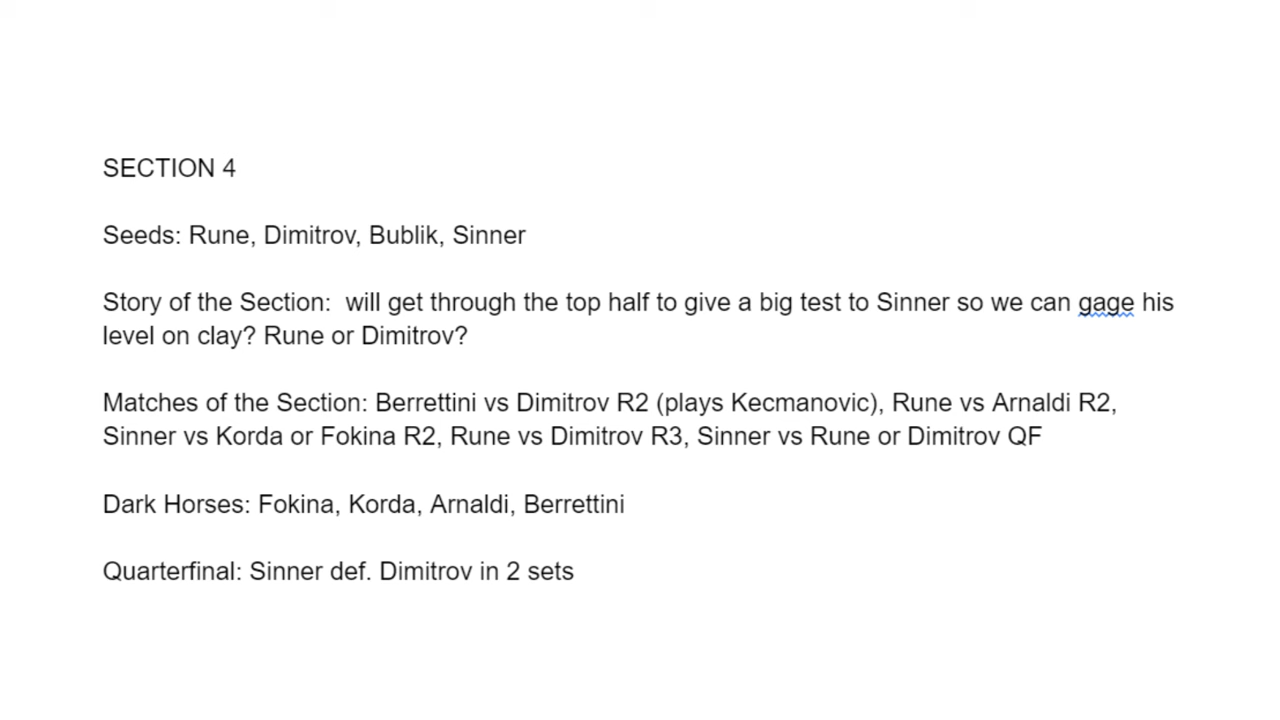 SECTION 4
Seeds: Rune, Dimitrov, Bublik, Sinner
Story of the Section:  will get through the top half to give a big test to Sinner so we can gage his
level on clay? Rune or Dimitrov?
Matches of the Section: Berrettini vs Dimitrov R2 (plays Kecmanovic), Rune vs Arnaldi R2,
Sinner vs Korda or Fokina R2, Rune vs Dimitrov R3, Sinner vs Rune or Dimitrov QF
Dark Horses: Fokina, Korda, Arnaldi, Berrettini
Quarterfinal: Sinner def. Dimitrov in 2 sets